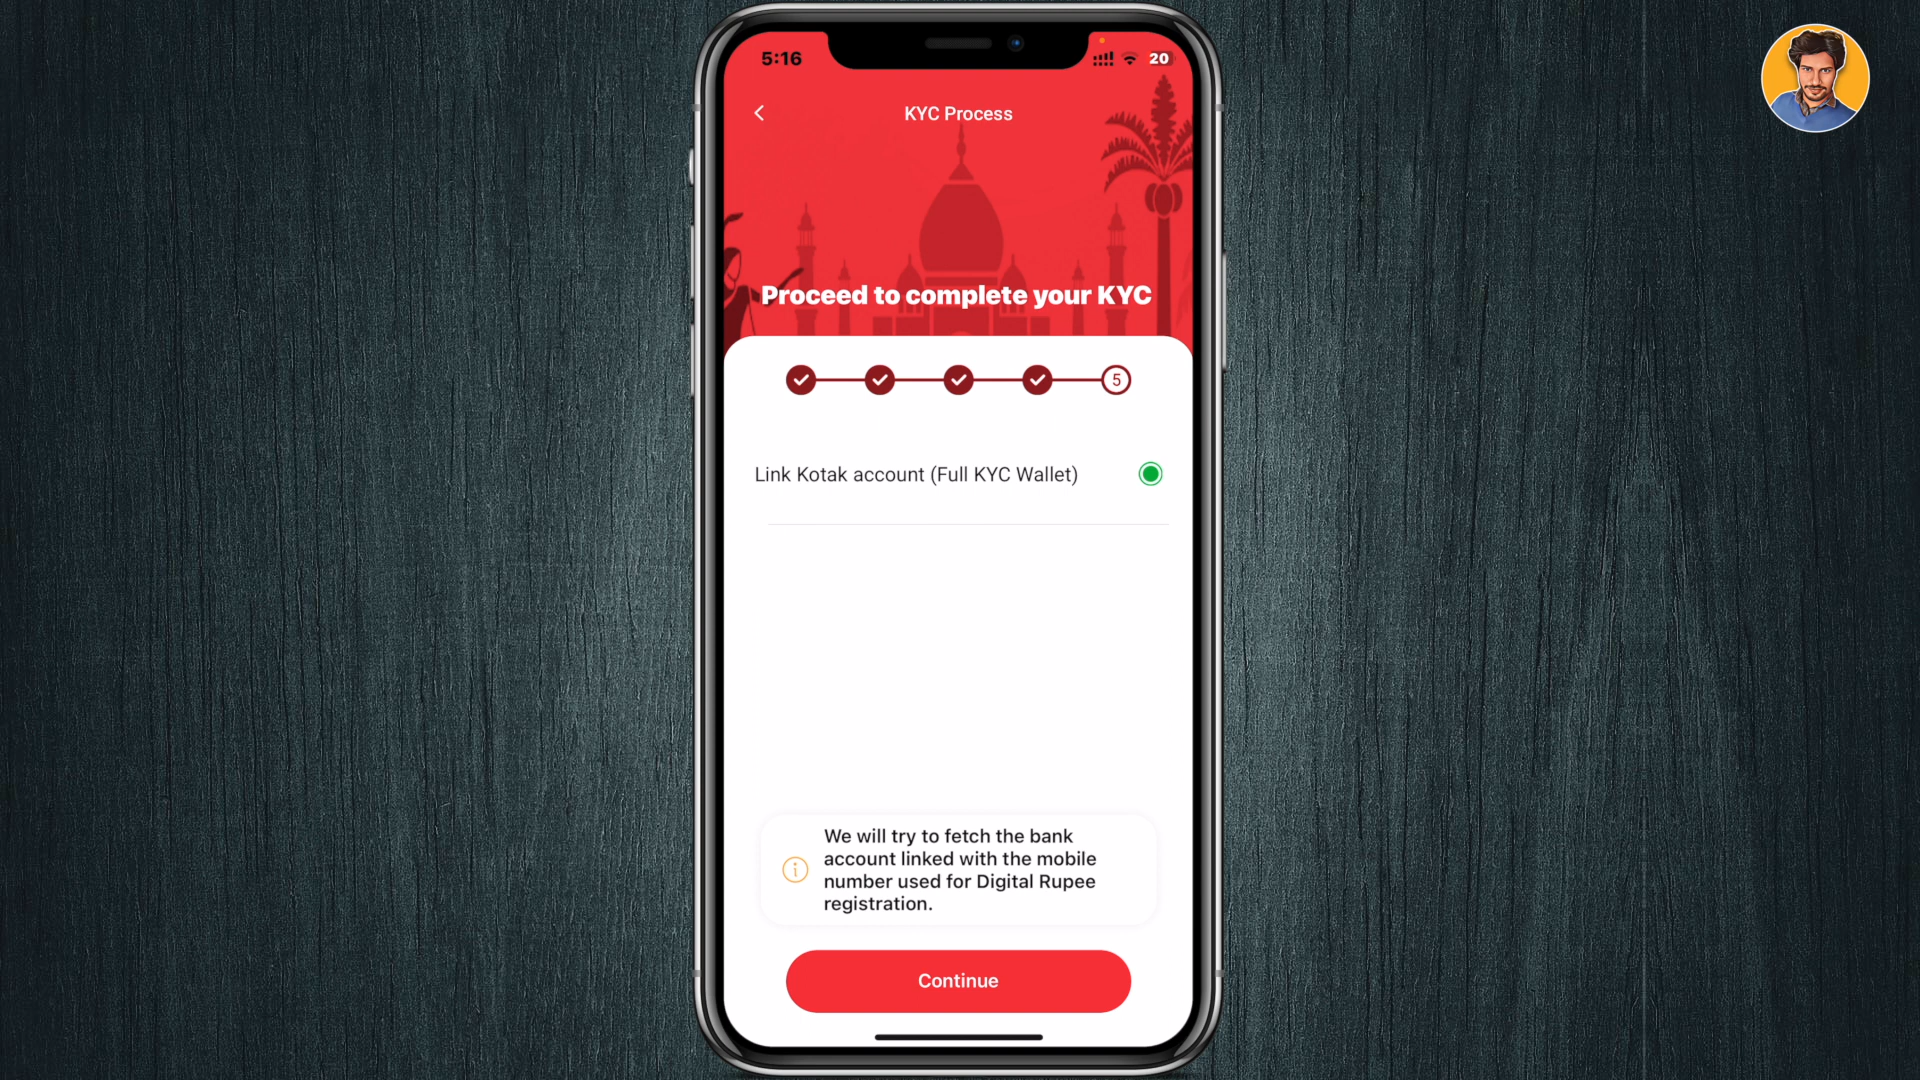 5:16
20
KYC Process
Proceed to complete your KYC
5
Link Kotak account (Full KYC Wallet)
We will try to fetch the bank
account linked with the mobile
number used for Digital Rupee
registration.
Continue